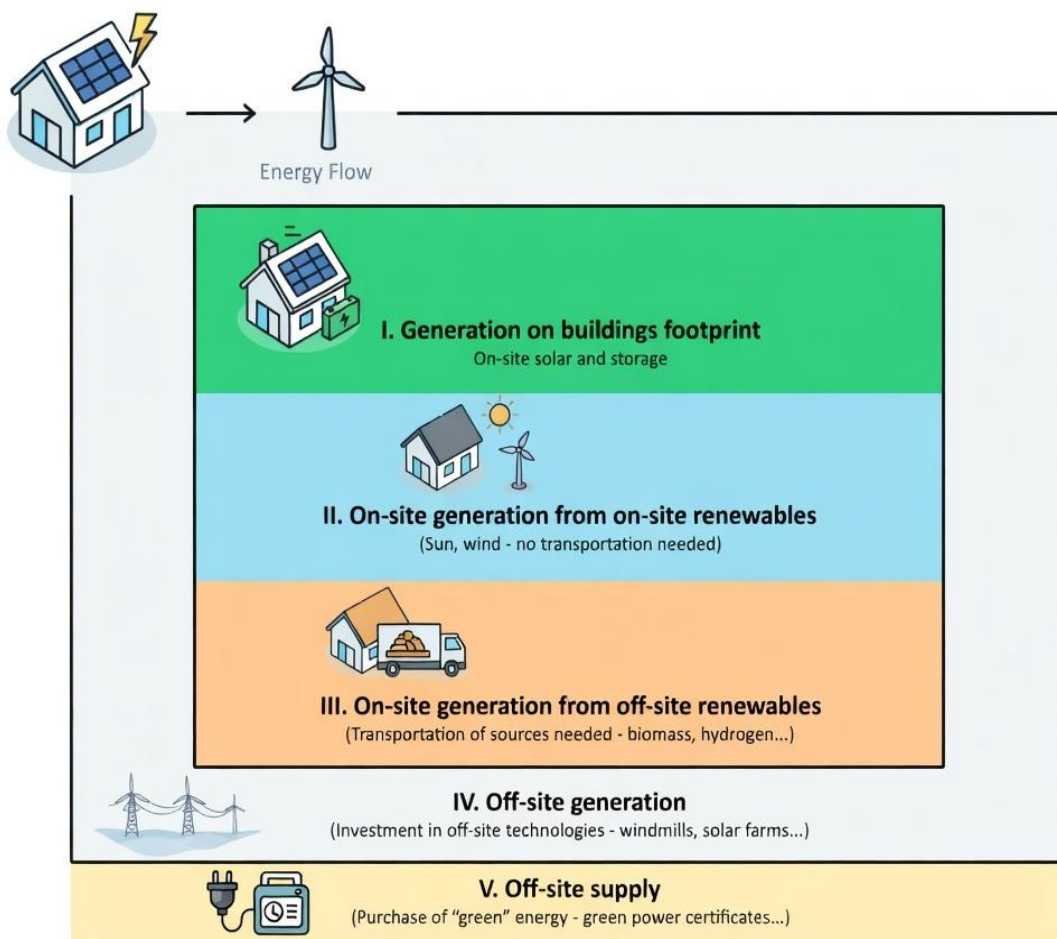 Energy Flow
I. Generation on buildings footprint
On-site solar and storage
II. On-site generation from on-site renewables
(Sun, wind - no transportation needed)
III. On-site generation from off-site renewables
(Transportation of sources needed - biomass, hydrogen...)
IV. Off-site generation
(Investment in off-site technologies - windmills, solar farms...)
V. Off-site supply
(Purchase of “green” energy - green power certificates...)